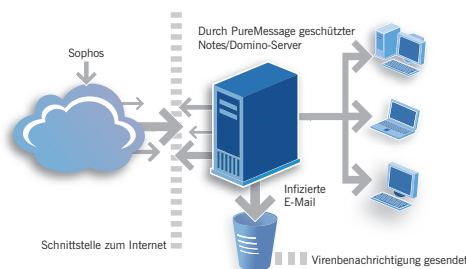 Durch PureMessage geschützter
Notes/Domino-Server
Sophos
Infizierte
E-Mail
Schnittstelle zum Internet
Virenbenachrichtigung gesendet